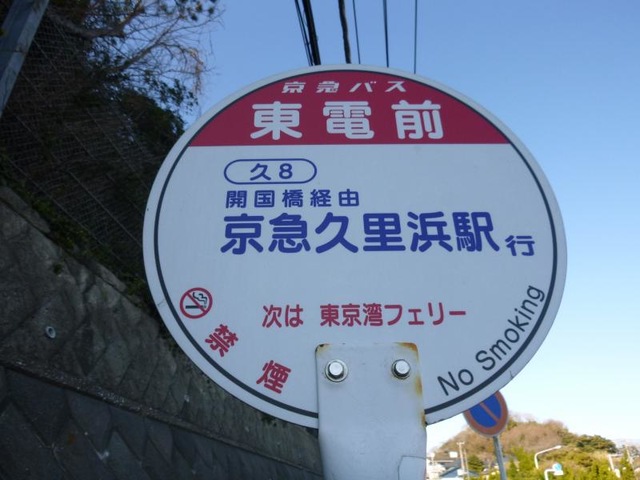 京急バス
東電前
久8
開国橋経由
京急久里浜駅行
次は 東京湾フェリー
禁煙
No Smoking